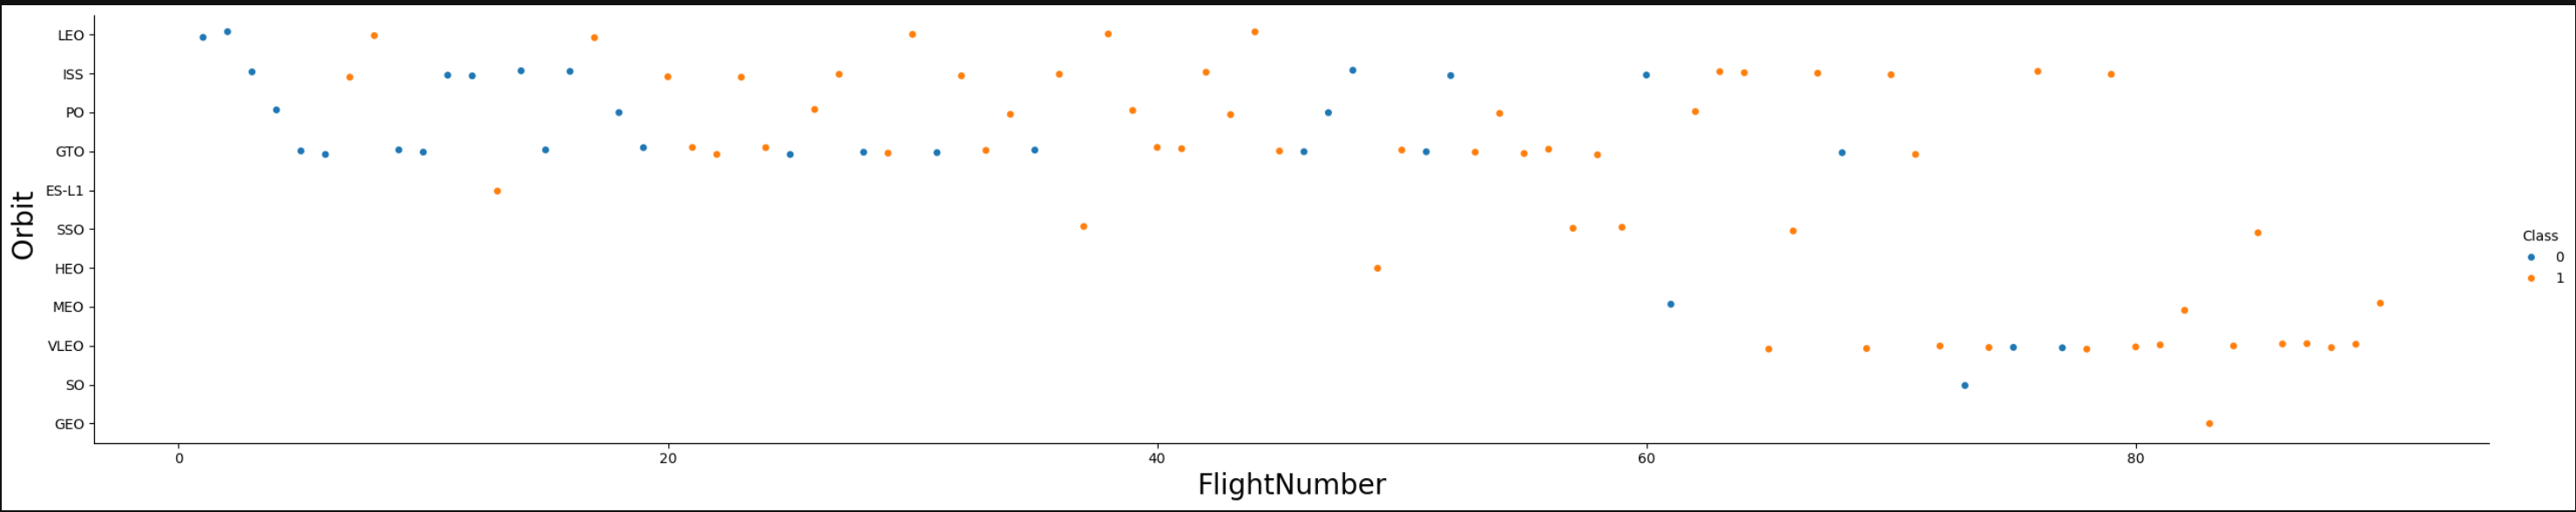 LEO
ISS
PO
GTO
ES-L1
SSO
HEO
MEO
VLEO
SO
GEO
Orbit
0 20 40 60 80
FlightNumber
Class
0
1